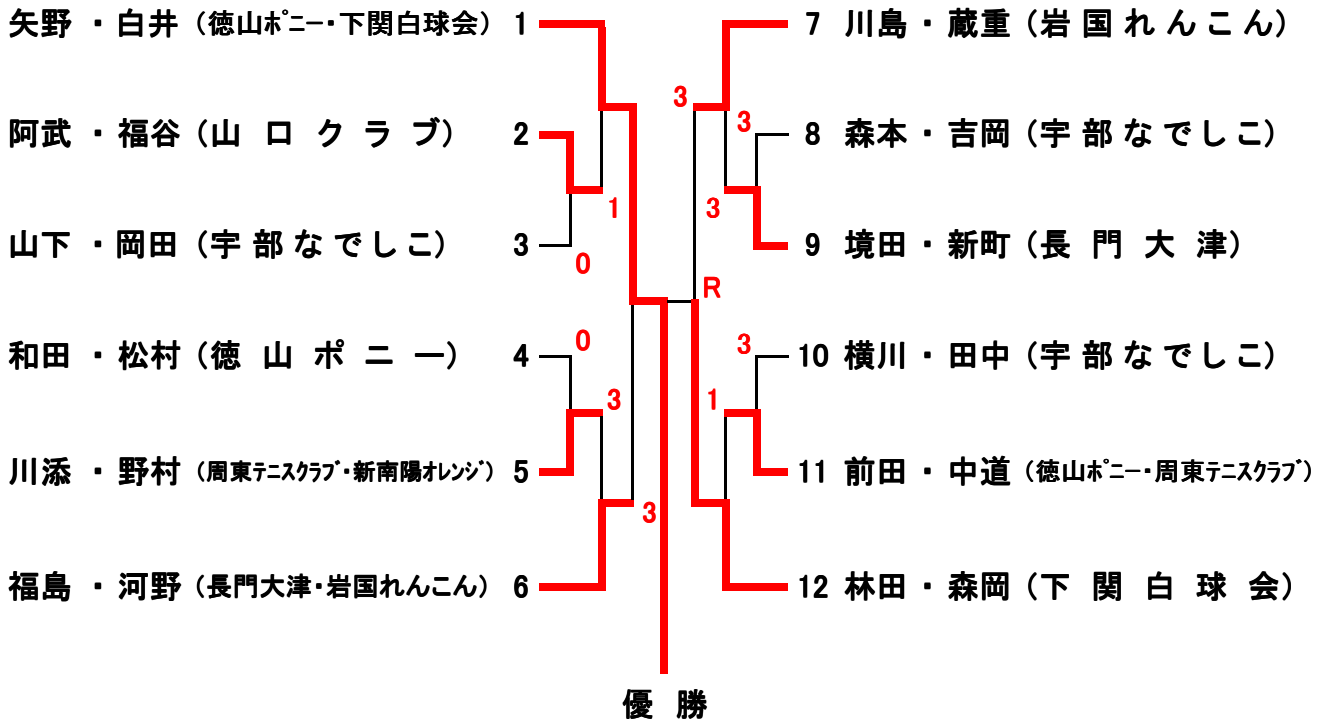 矢野 ・ 白井 (徳山ﾎﾟﾆｰ・下関白球会) 1
阿武 ・ 福谷 (山 口 ク ラ ブ) 2
山下 ・ 岡田 (宇 部 な で し こ) 3
和田 ・ 松村 (徳 山 ポ ニ ー) 4
川添 ・ 野村 (周東ﾃﾆｽｸﾗﾌﾞ・新南陽ｵﾚﾝｼﾞ) 5
福島 ・ 河野 (長門大津・岩国れんこん) 6
1
0
0
3
3
3
3
3
R
3
1
7 川島 ・ 蔵重 (岩 国 れ ん こ ん)
8 森本 ・ 吉岡 (宇 部 な で し こ)
9 境田 ・ 新町 (長 門 大 津)
10 横川 ・ 田中 (宇 部 な で し こ)
11 前田 ・ 中道 (徳山ﾎﾟﾆｰ・周東ﾃﾆｽｸﾗﾌﾞ)
12 林田 ・ 森岡 (下 関 白 球 会)
優 勝